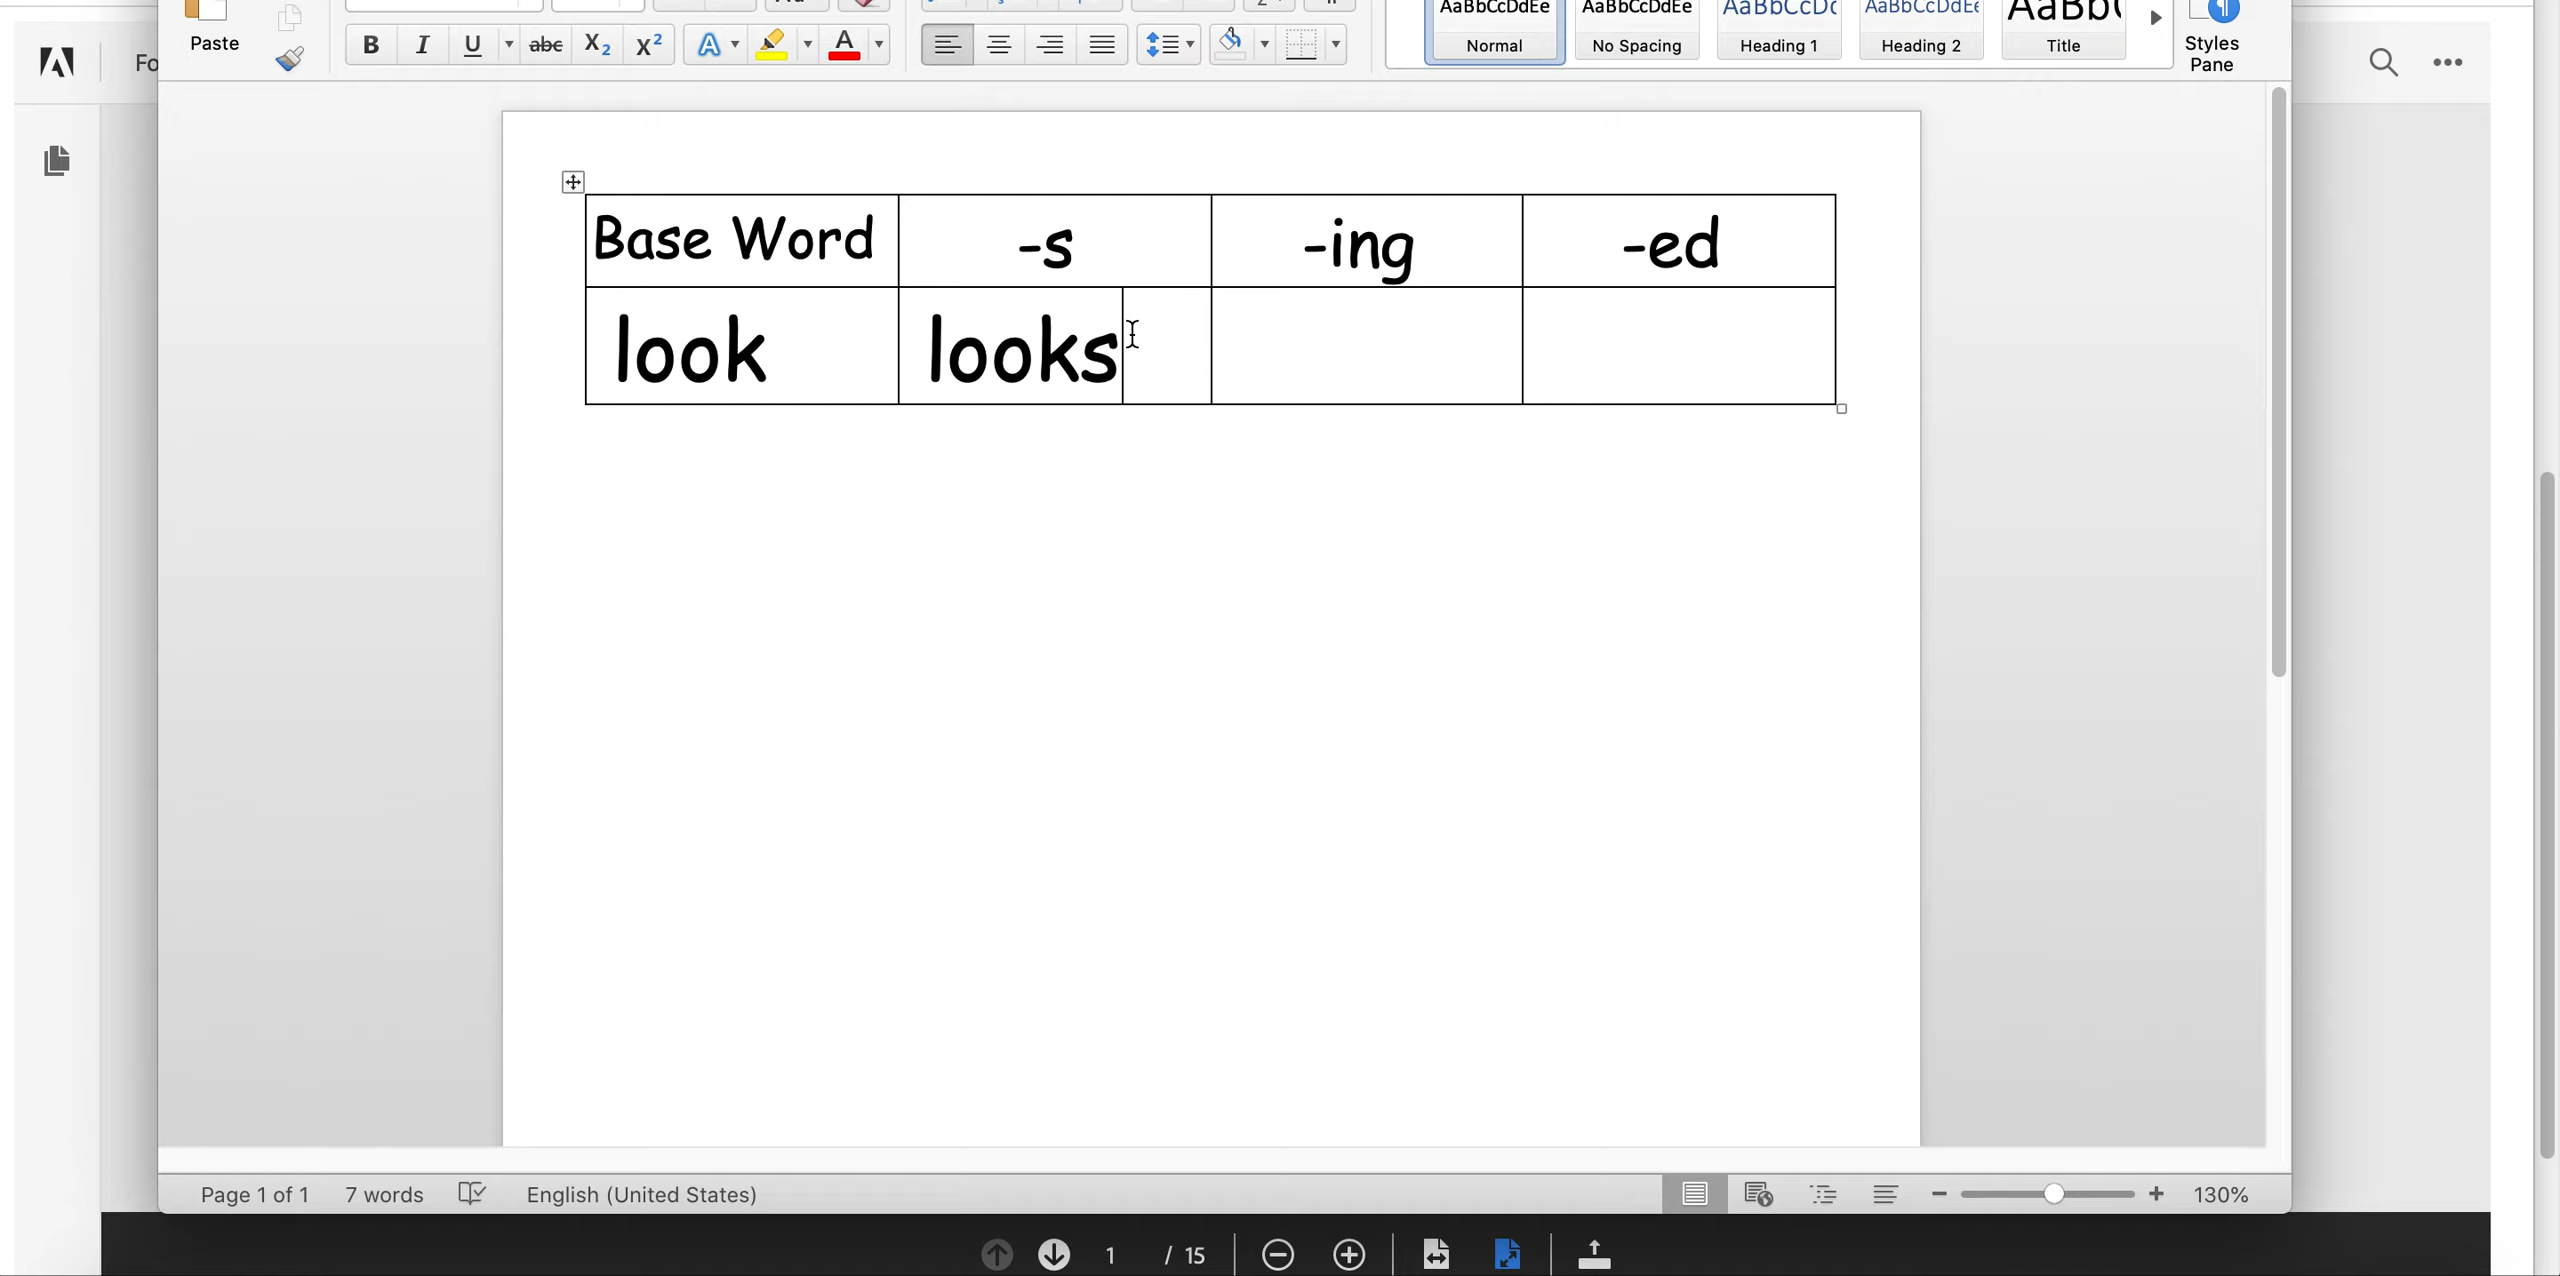 Paste
Fo
B I U abc X₂ X² A A
AaBbCcDdEe AaBbCcDdEe AaBbCcDc AaBbCcDdEe AaBb(
Normal No Spacing Heading 1 Heading 2 Title
Styles
Pane
Base Word -s -ing -ed
look looks
Page 1 of 1 7 words English (United States) 130%
1 / 15